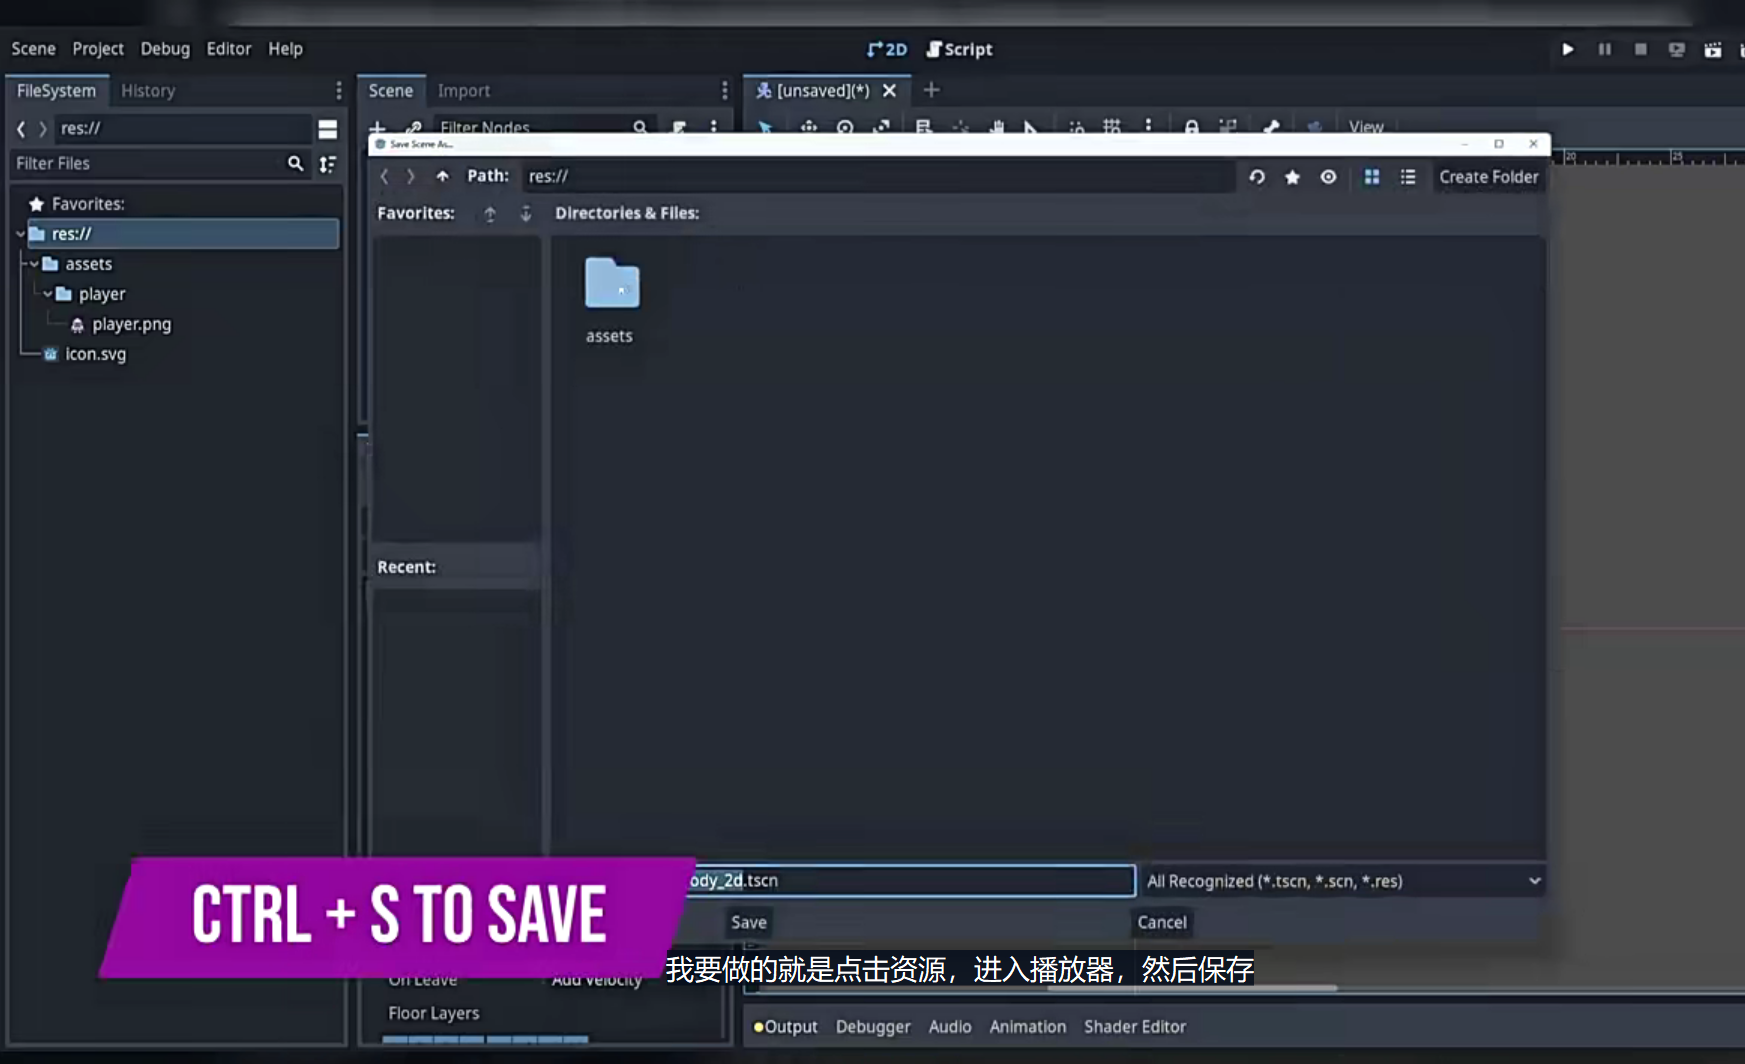 Scene Project Debug Editor Help
2D Script
FileSystem History
Scene Import
[unsaved](*)
res://
Filter Nodes
View
Filter Files
Save Scene As...
20 25
Path: res://
Create Folder
Favorites:
Favorites:
Directories & Files:
res://
assets
player
player.png
icon.svg
assets
Recent:
ody_2d.tscn
All Recognized (*.tscn, *.scn, *.res)
CTRL + S TO SAVE
Save
Cancel
我要做的就是点击资源，进入播放器，然后保存
On Leave Add Velocity
Floor Layers
Output Debugger Audio Animation Shader Editor